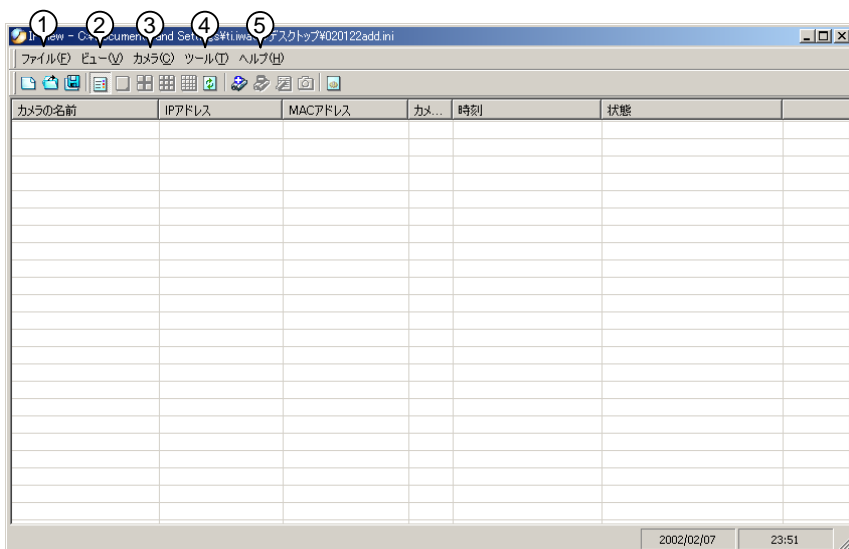 ① ② ③ ④ ⑤
ファイル(F) ビュー(V) カメラ(C) ツール(T) ヘルプ(H)
カメラの名前 IPアドレス MACアドレス カメ... 時刻 状態
2002/02/07 23:51